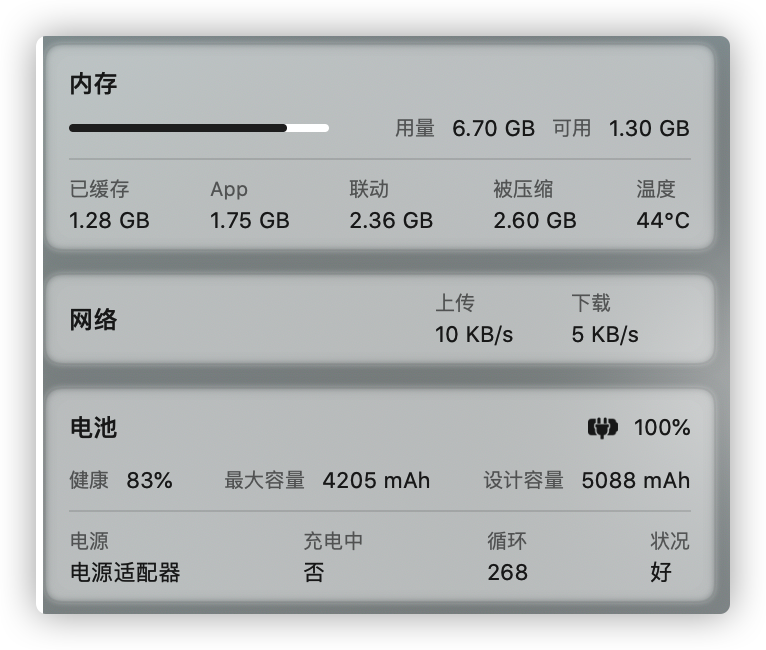 内存
用量 6.70 GB 可用 1.30 GB
已缓存 App 联动 被压缩 温度
1.28 GB 1.75 GB 2.36 GB 2.60 GB 44°C
上传 下载
网络
10 KB/s 5 KB/s
电池 100%
健康 83% 最大容量 4205 mAh 设计容量 5088 mAh
电源 充电中 循环 状况
电源适配器 否 268 好